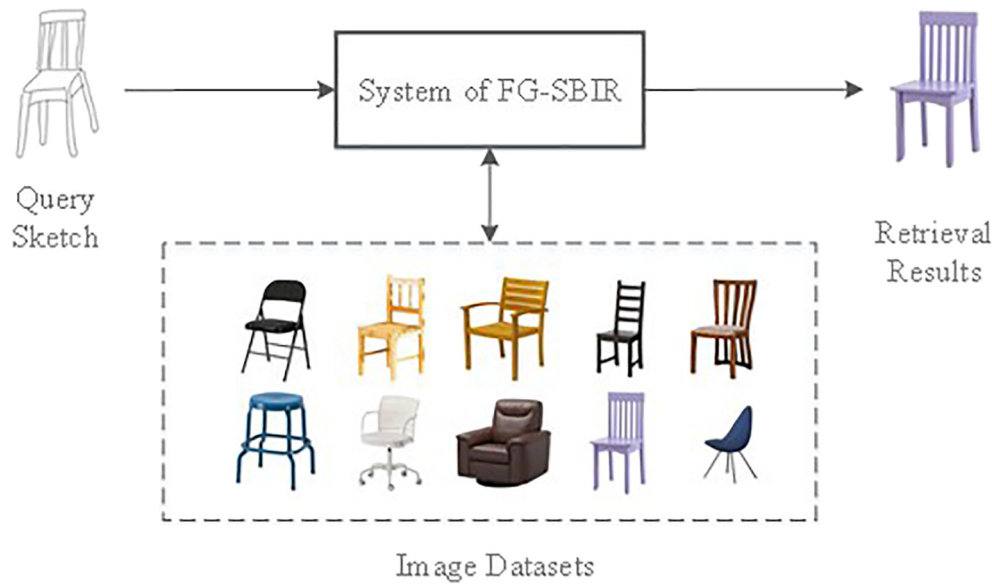 System of FG-SBIR
Query
Sketch
Retrieval
Results
Image Datasets